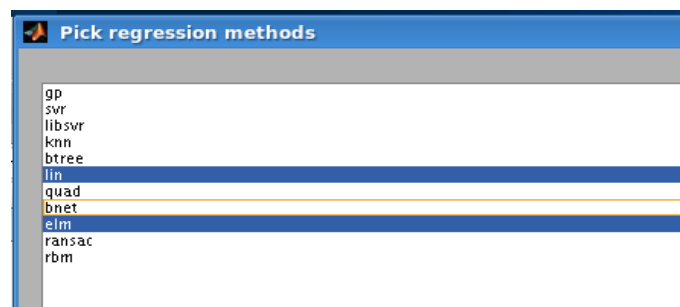 Pick regression methods
gp
svr
libsvr
knn
btree
lin
quad
bnet
elm
ransac
rbm